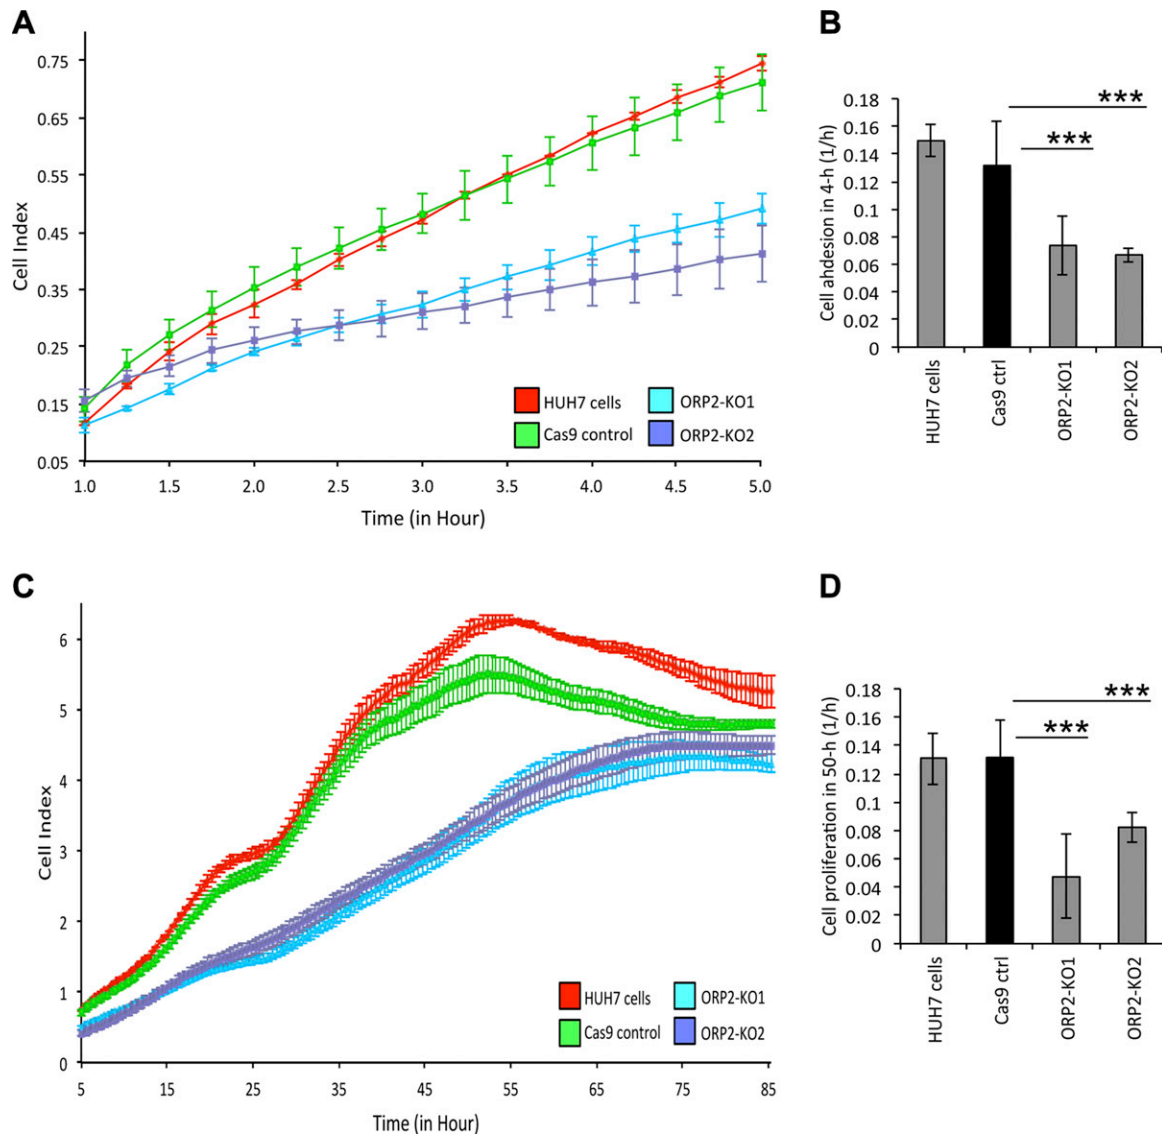 A
Cell Index
0.75
0.65
0.55
0.45
0.35
0.25
0.15
0.05
1.0 1.5 2.0 2.5 3.0 3.5 4.0 4.5 5.0
Time (in Hour)
HUH7 cells
Cas9 control
ORP2-KO1
ORP2-KO2
B
Cell ahdesion in 4-h (1/h)
0.18
0.16
0.14
0.12
0.1
0.08
0.06
0.04
0.02
0
***
***
HUH7 cells
Cas9 ctrl
ORP2-KO1
ORP2-KO2
C
Cell Index
6
5
4
3
2
1
0
5 15 25 35 45 55 65 75 85
Time (in Hour)
HUH7 cells
Cas9 control
ORP2-KO1
ORP2-KO2
D
Cell proliferation in 50-h (1/h)
0.18
0.16
0.14
0.12
0.1
0.08
0.06
0.04
0.02
0
***
***
HUH7 cells
Cas9 ctrl
ORP2-KO1
ORP2-KO2